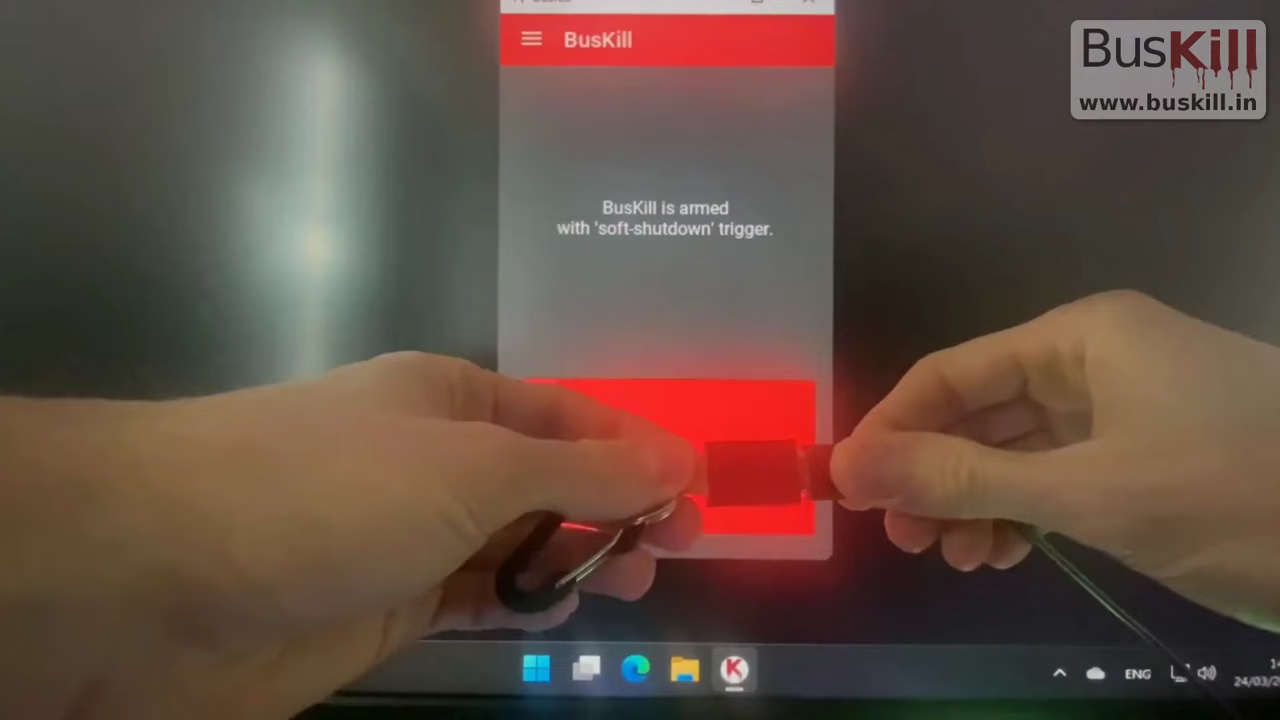 BusKill
BusKill
www.buskill.in
BusKill is armed
with 'soft-shutdown' trigger.
K
ENG